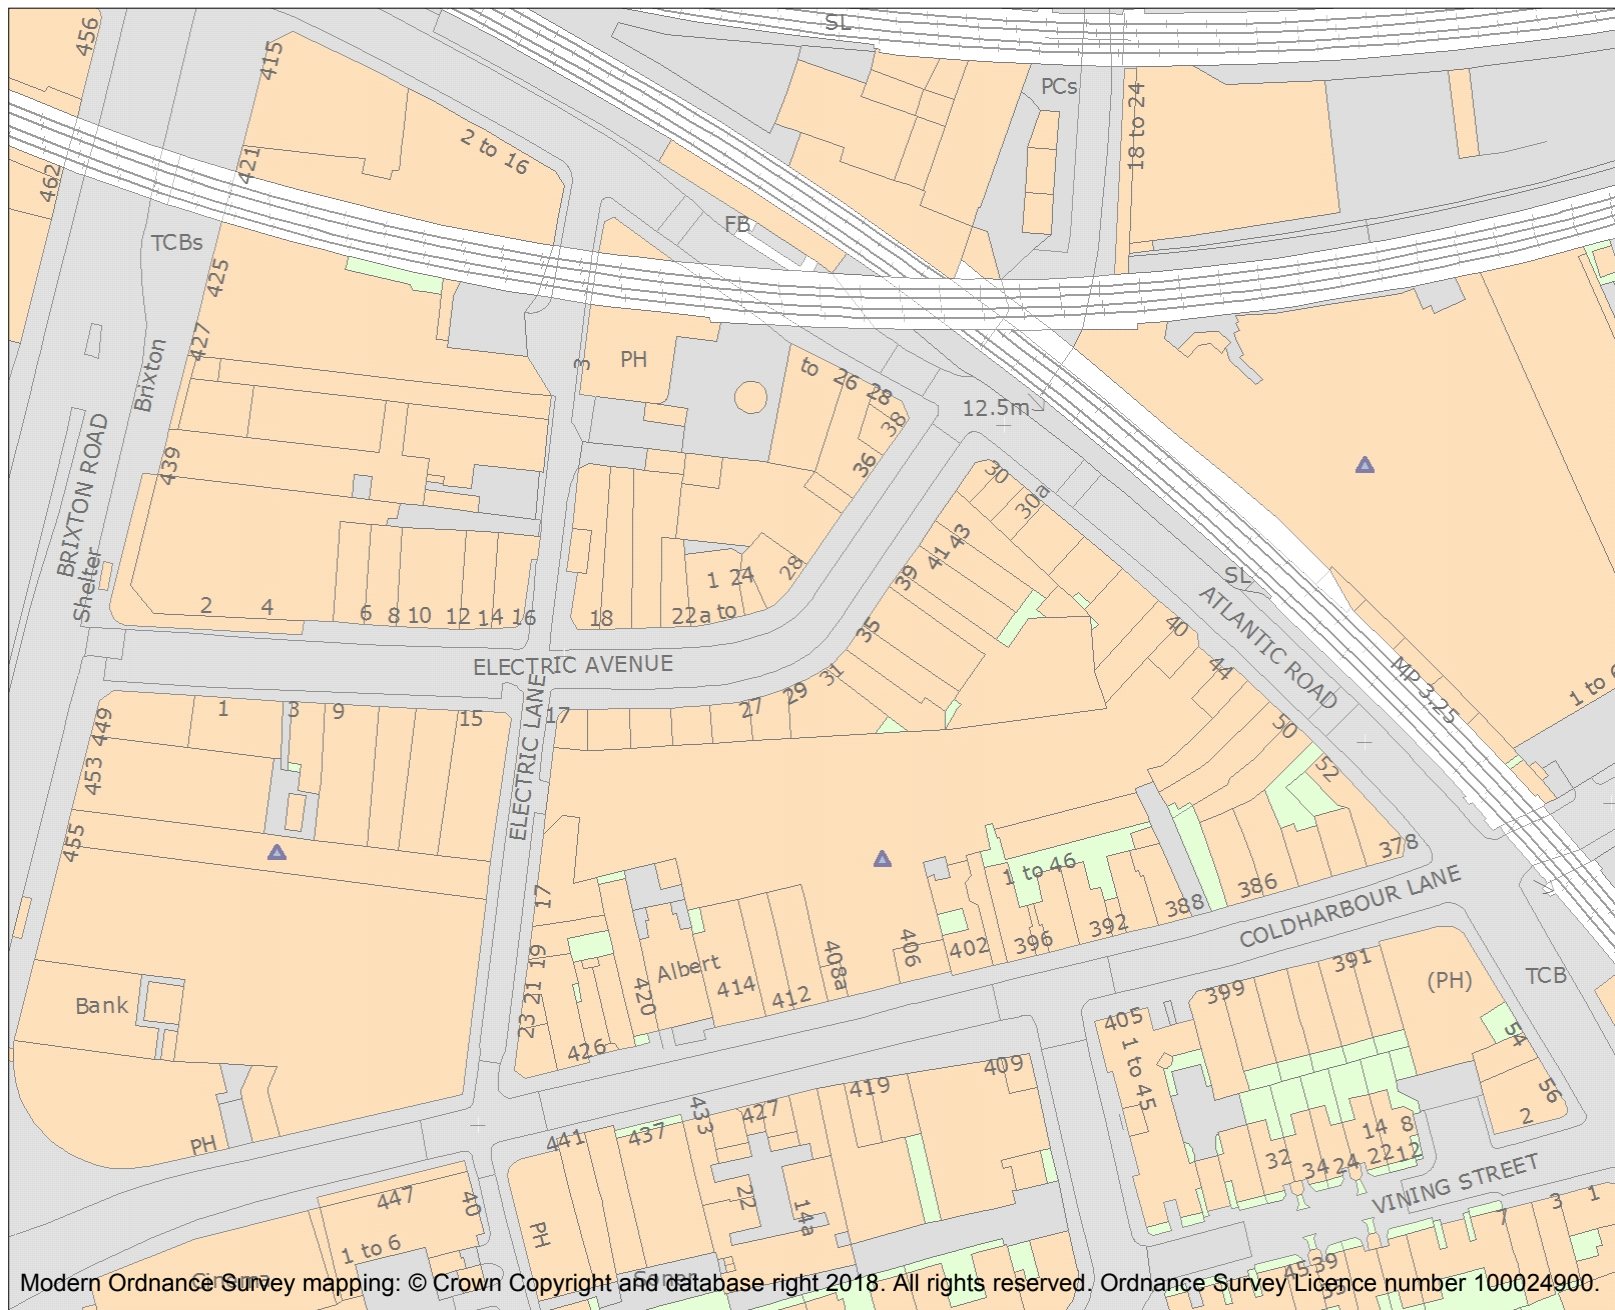 456
415
SL
PCs
18 to 24
2 to 16
421
462
TCBs
FB
425
427
3
PH
to
26
28
38
36
12.5m
Brixton
BRIXTON ROAD
439
30
30a
43
41
39
Shelter
2
4
6
8
10
12
14
16
18
1
24
28
22a to
35
SL
ATLANTIC ROAD
40
44
MP 3.25
ELECTRIC AVENUE
31
29
27
1
3
9
15
17
ELECTRIC LANE
449
453
455
50
52
378
1 to 46
386
388
392
396
402
406
408a
412
414
Albert
420
17
19
21
23
426
COLDHARBOUR LANE
391
399
(PH)
TCB
405
1 to 45
54
56
2
Bank
PH
409
419
427
433
437
441
14
8
32
34
24
22
12
VINING STREET
7
3
1
447
40
1 to 6
PH
22
14a
45
39
Cinema
Modern Ordnance Survey mapping: © Crown Copyright and database right 2018. All rights reserved. Ordnance Survey Licence number 100024900.